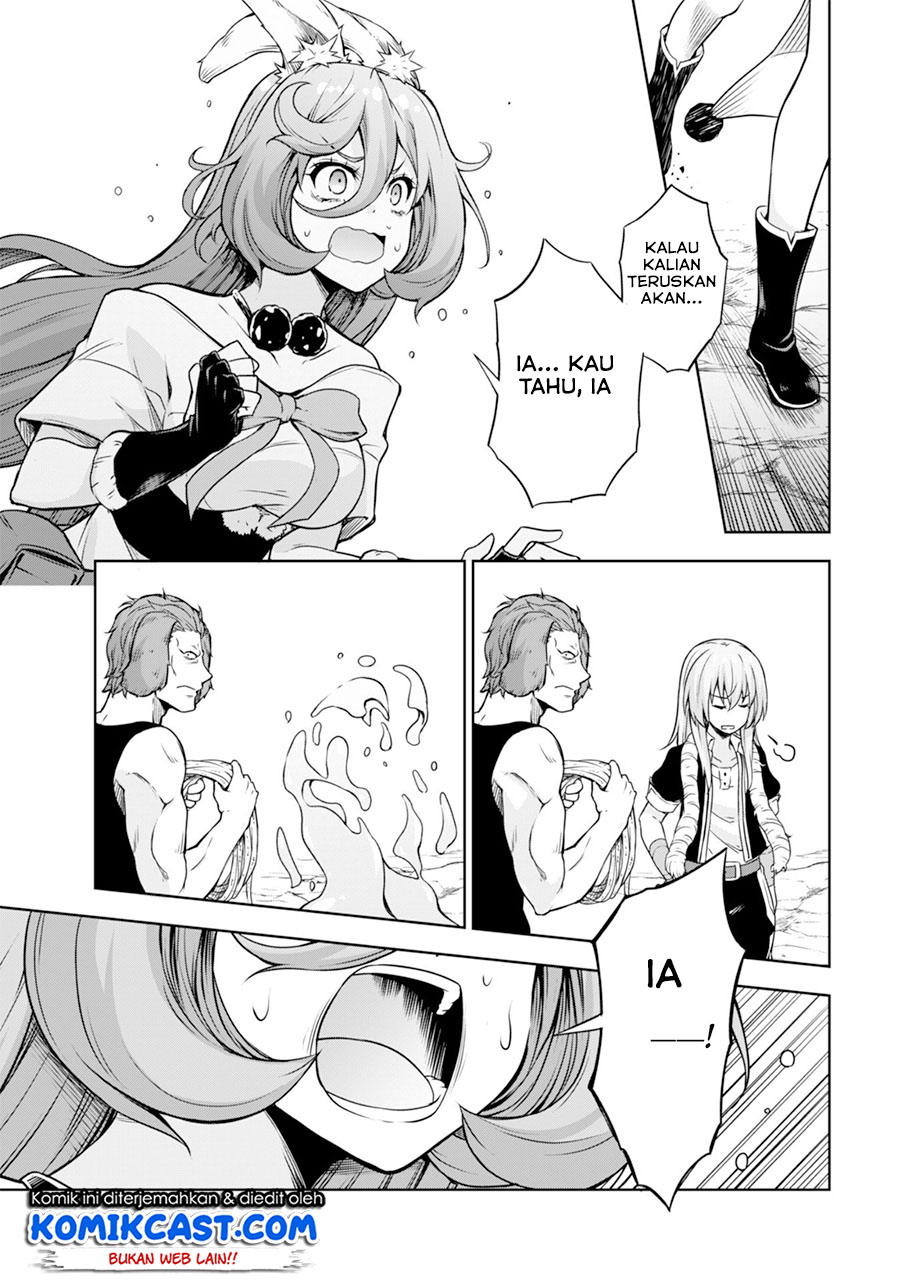 KALAU
KALIAN
TERUSKAN
AKAN...
IA... KAU
TAHU, IA
IA
——!
Komik ini diterjemahkan & diedit oleh
KOMIKCAST.COM
BUKAN WEB LAIN!!